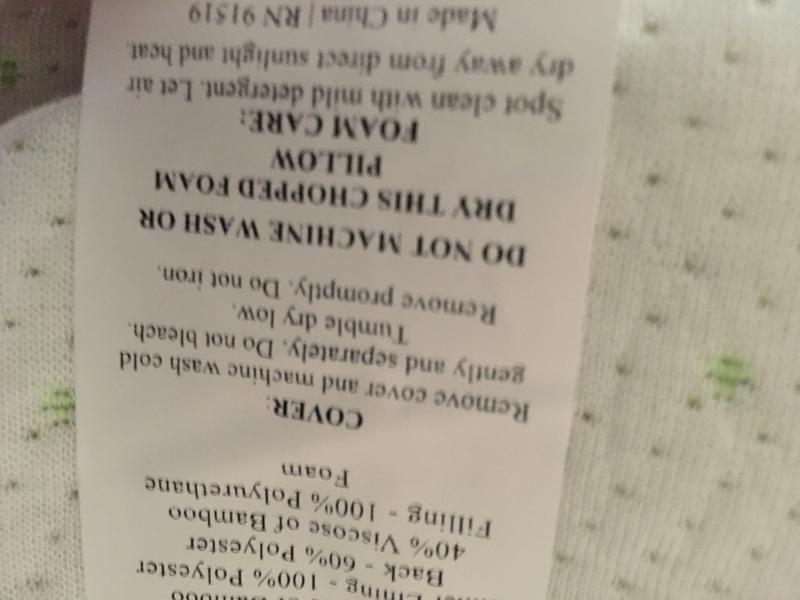 Bamboo
Lining - 100% Polyester
Back - 60% Polyester
40% Viscose of Bamboo
Filling - 100% Polyurethane
Foam
COVER:
Remove cover and machine wash cold
gently and separately. Do not bleach.
Tumble dry low.
Remove promptly. Do not iron.
DO NOT MACHINE WASH OR
DRY THIS CHOPPED FOAM
PILLOW
FOAM CARE:
Spot clean with mild detergent. Let air
dry away from direct sunlight and heat.
Made in China | RN 91519